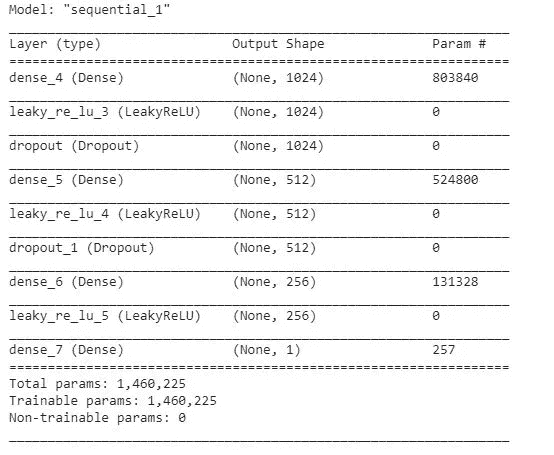 Model: "sequential_1"
Layer (type) Output Shape Param #
dense_4 (Dense) (None, 1024) 803840
leaky_re_lu_3 (LeakyReLU) (None, 1024) 0
dropout (Dropout) (None, 1024) 0
dense_5 (Dense) (None, 512) 524800
leaky_re_lu_4 (LeakyReLU) (None, 512) 0
dropout_1 (Dropout) (None, 512) 0
dense_6 (Dense) (None, 256) 131328
leaky_re_lu_5 (LeakyReLU) (None, 256) 0
dense_7 (Dense) (None, 1) 257
Total params: 1,460,225
Trainable params: 1,460,225
Non-trainable params: 0